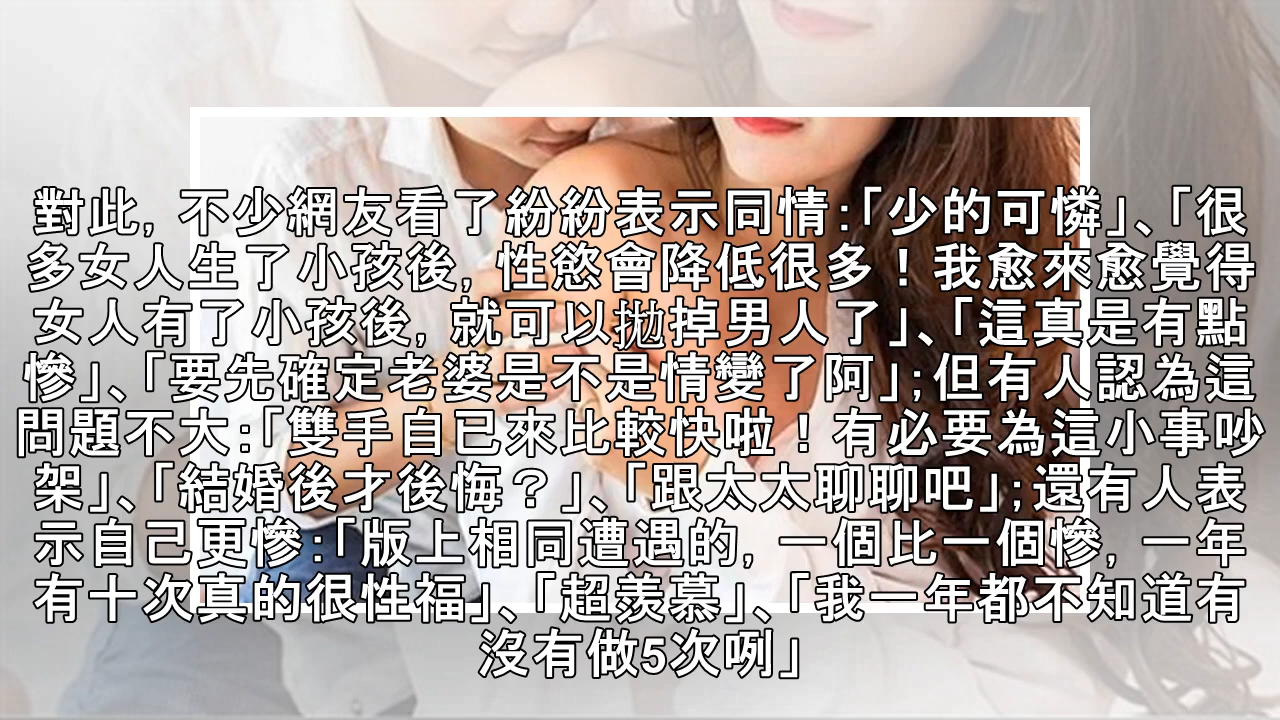 對此, 不少網友看了紛紛表示同情:「少的可憐」、「很
多女人生了小孩後, 性慾會降低很多！我愈來愈覺得
女人有了小孩後, 就可以拋掉男人了」、「這真是有點
慘」、「要先確定老婆是不是情變了阿」;但有人認為這
問題不大:「雙手自己來比較快啦！有必要為這小事吵
架」、「結婚後才後悔？」、「跟太太聊聊吧」;還有人表
示自己更慘:「版上相同遭遇的, 一個比一個慘, 一年
有十次真的很性福」、「超羨慕」、「我一年都不知道有
沒有做5次咧」